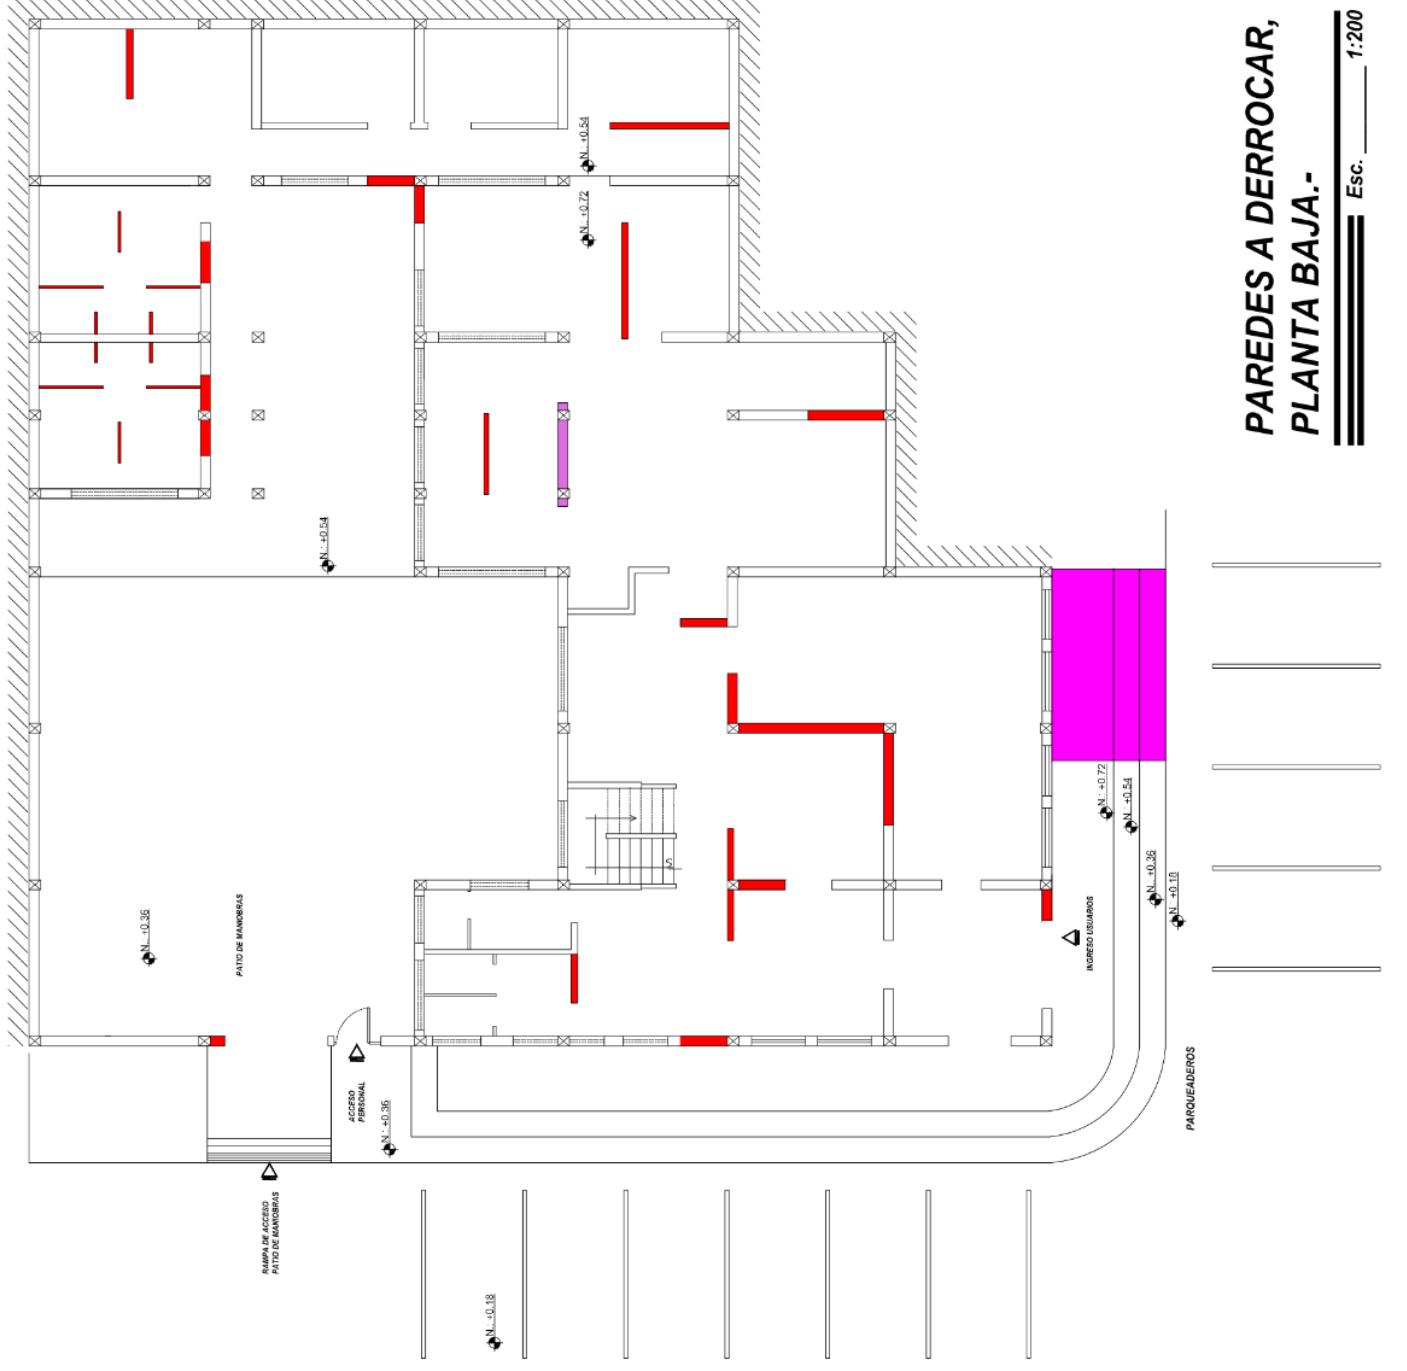 PAREDES A DERROCAR,
PLANTA BAJA.-
Esc. ______ 1:200
N.: +0.54
N.: +0.72
N.: +0.54
N.: +0.36
PATIO DE MANIOBRAS
ACCESO
PERSONAL
N.: +0.36
RAMPA DE ACCESO
PATIO DE MANIOBRAS
N.: +0.18
S
N.: +0.72
N.: +0.54
N.: +0.36
N.: +0.18
INGRESO USUARIOS
PARQUEADEROS